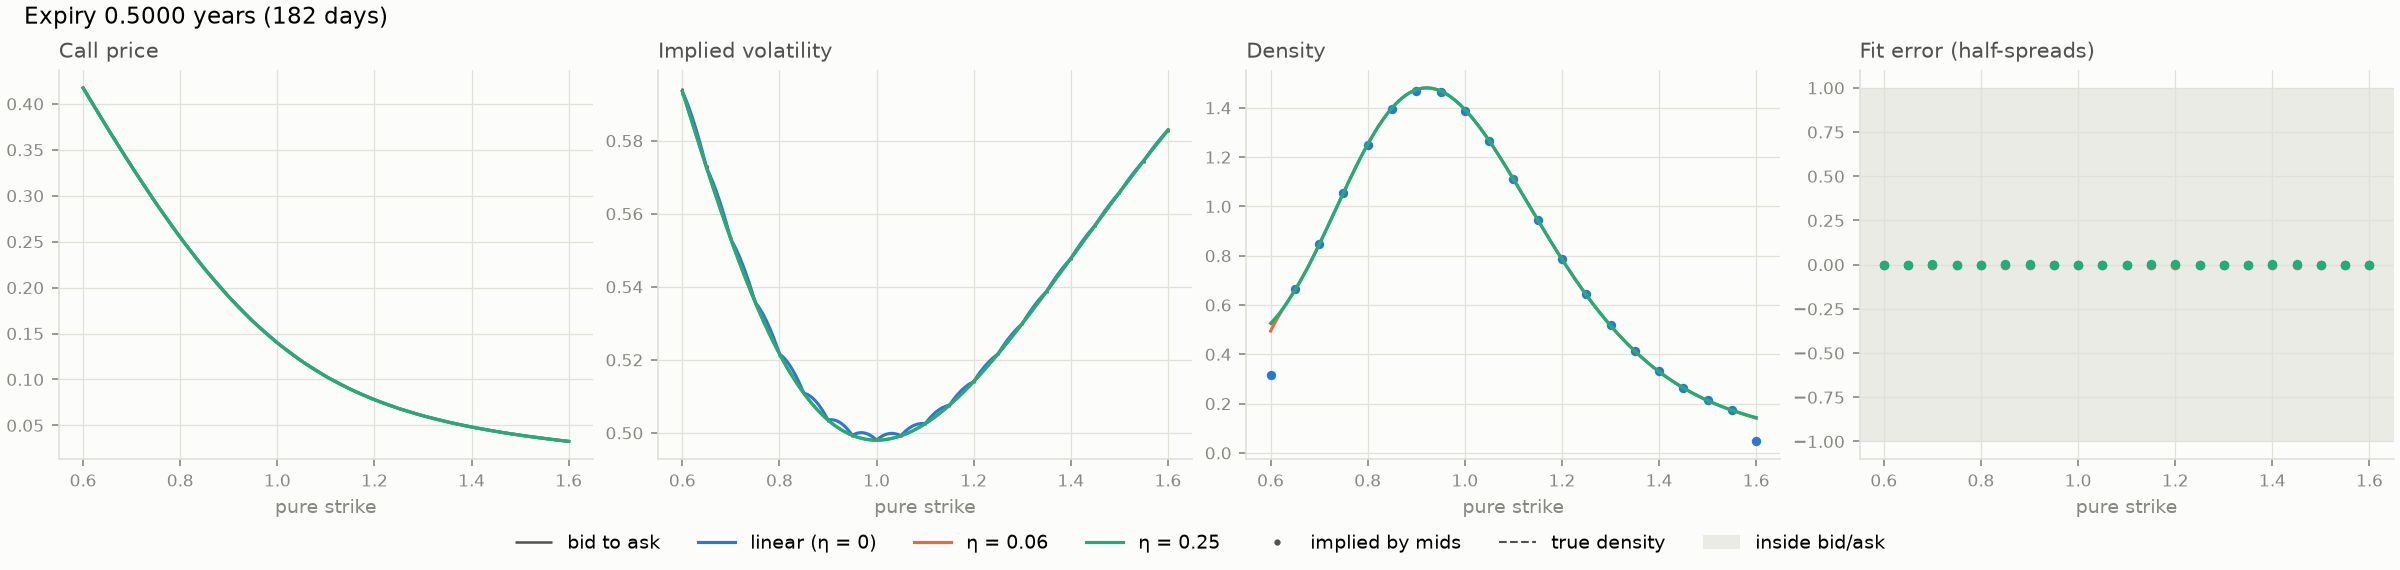 Expiry 0.5000 years (182 days)
Call price
0.40
0.35
0.30
0.25
0.20
0.15
0.10
0.05
0.6 0.8 1.0 1.2 1.4 1.6
pure strike
Implied volatility
0.58
0.56
0.54
0.52
0.50
0.6 0.8 1.0 1.2 1.4 1.6
pure strike
Density
1.4
1.2
1.0
0.8
0.6
0.4
0.2
0.0
0.6 0.8 1.0 1.2 1.4 1.6
pure strike
Fit error (half-spreads)
1.00
0.75
0.50
0.25
0.00
−0.25
−0.50
−0.75
−1.00
0.6 0.8 1.0 1.2 1.4 1.6
pure strike
bid to ask linear (η = 0) η = 0.06 η = 0.25 implied by mids true density inside bid/ask